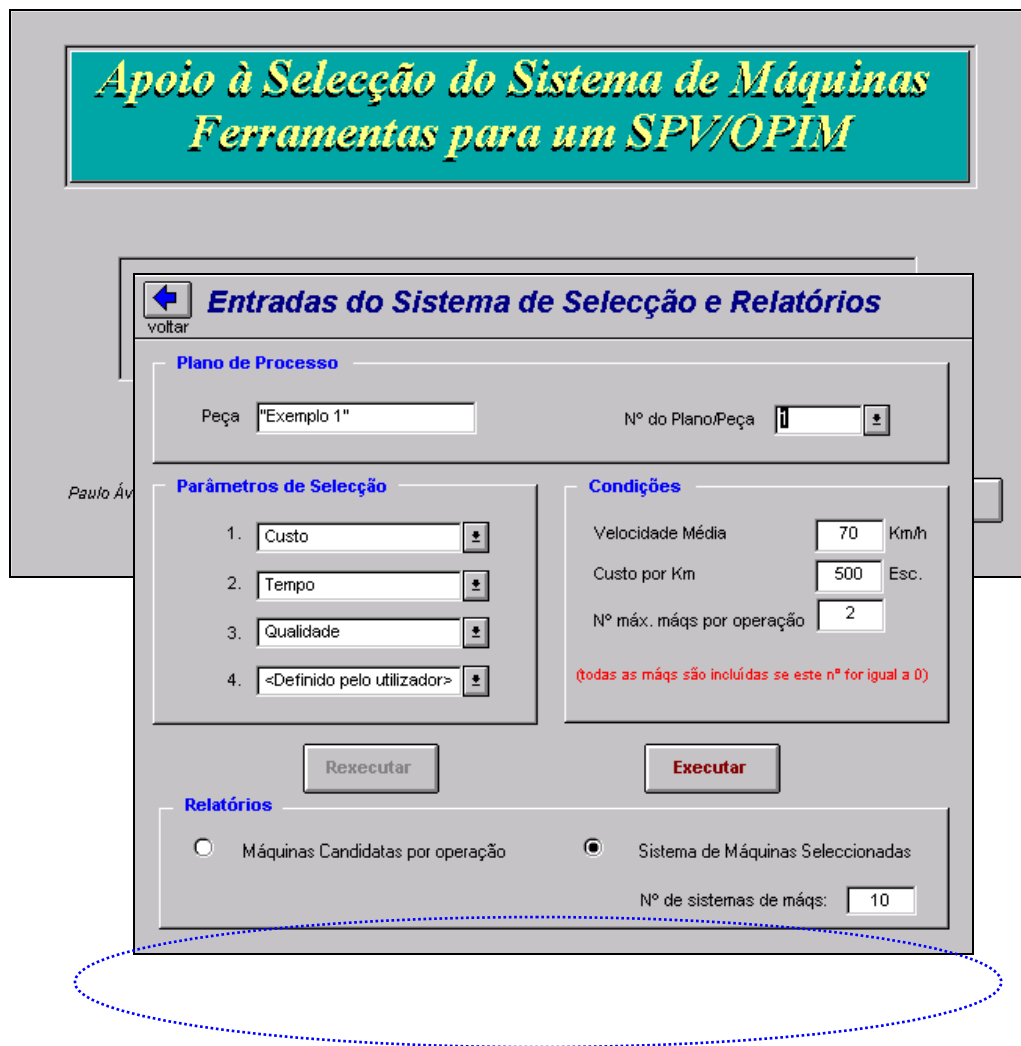 Apoio à Selecção do Sistema de Máquinas
Ferramentas para um SPV/OPIM
voltar
Entradas do Sistema de Selecção e Relatórios
Plano de Processo
Peça "Exemplo 1" Nº do Plano/Peça
Paulo Áv
Parâmetros de Selecção
1. Custo
2. Tempo
3. Qualidade
4. <Definido pelo utilizador>
Condições
Velocidade Média 70 Km/h
Custo por Km 500 Esc.
Nº máx. máqs por operação 2
(todas as máqs são incluídas se este nº for igual a 0)
Rexecutar Executar
Relatórios
Máquinas Candidatas por operação Sistema de Máquinas Seleccionadas
Nº de sistemas de máqs: 10